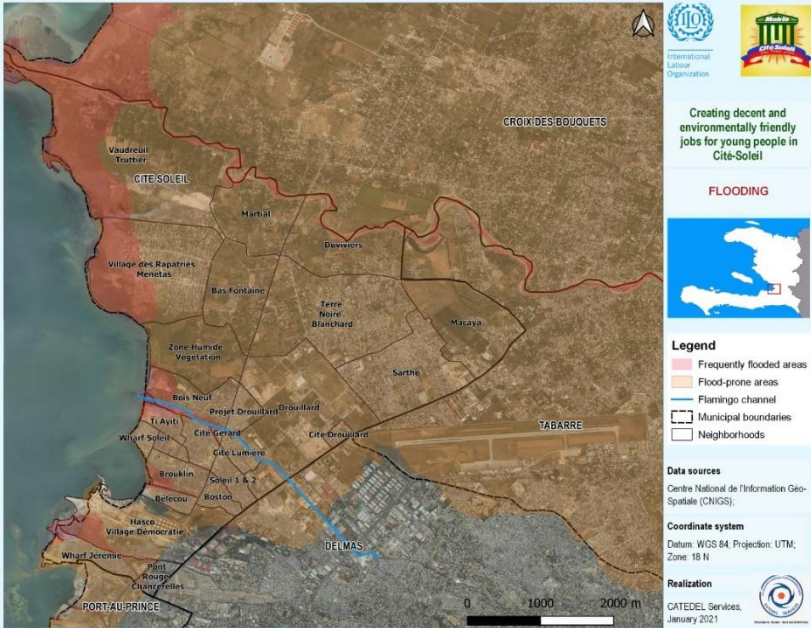 CROIX-DES-BOUQUETS
Vaudreuil
Truttier
CITE SOLEIL
Martial
Duviviers
Village des Rapatriés
Menetas
Bas Fontaine
Terre
Noire
Blanchard
Macaya
Zone Humide
Vegetation
Sarthe
Bois Neuf
Projet Drouillard
Drouillard
Ti Ayiti
Cité Gérard
Cité Drouillard
TABARRE
Wharf Soleil
Cité Lumière
Brouklin
Soleil 1 & 2
Belecou
Boston
Hasco
Village Démocratie
DELMAS
Wharf Jeremie
Pont
Rouge
Chancerelles
PORT-AU-PRINCE
0 1000 2000 m
ILO
International
Labour
Organization
Mairie
Cite Soleil
Creating decent and
environmentally friendly
jobs for young people in
Cité-Soleil
FLOODING
Legend
Frequently flooded areas
Flood-prone areas
Flamingo channel
Municipal boundaries
Neighborhoods
Data sources
Centre National de l'Information Géo-
Spatiale (CNIGS);
Coordinate system
Datum: WGS 84; Projection: UTM;
Zone: 18 N
Realization
CATEDEL Services,
January 2021